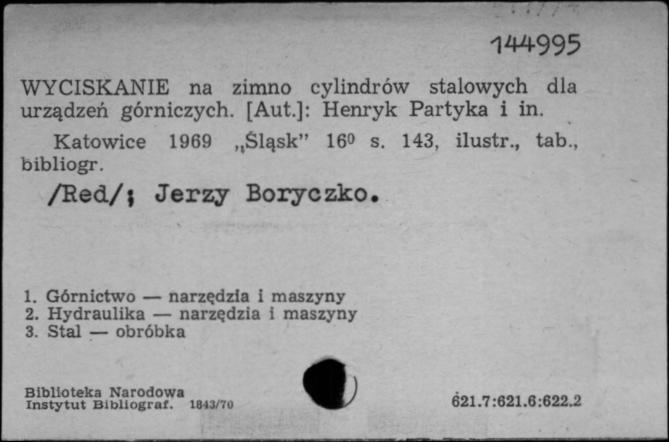 144995
WYCISKANIE na zimno cylindrów stalowych dla
urządzeń górniczych. [Aut.]: Henryk Partyka i in.
Katowice 1969 „Śląsk” 16⁰ s. 143, ilustr., tab.,
bibliogr.
/Red/; Jerzy Boryczko.
1. Górnictwo — narzędzia i maszyny
2. Hydraulika — narzędzia i maszyny
3. Stal — obróbka
Biblioteka Narodowa
Instytut Bibliograf. 1843/70
621.7:621.6:622.2